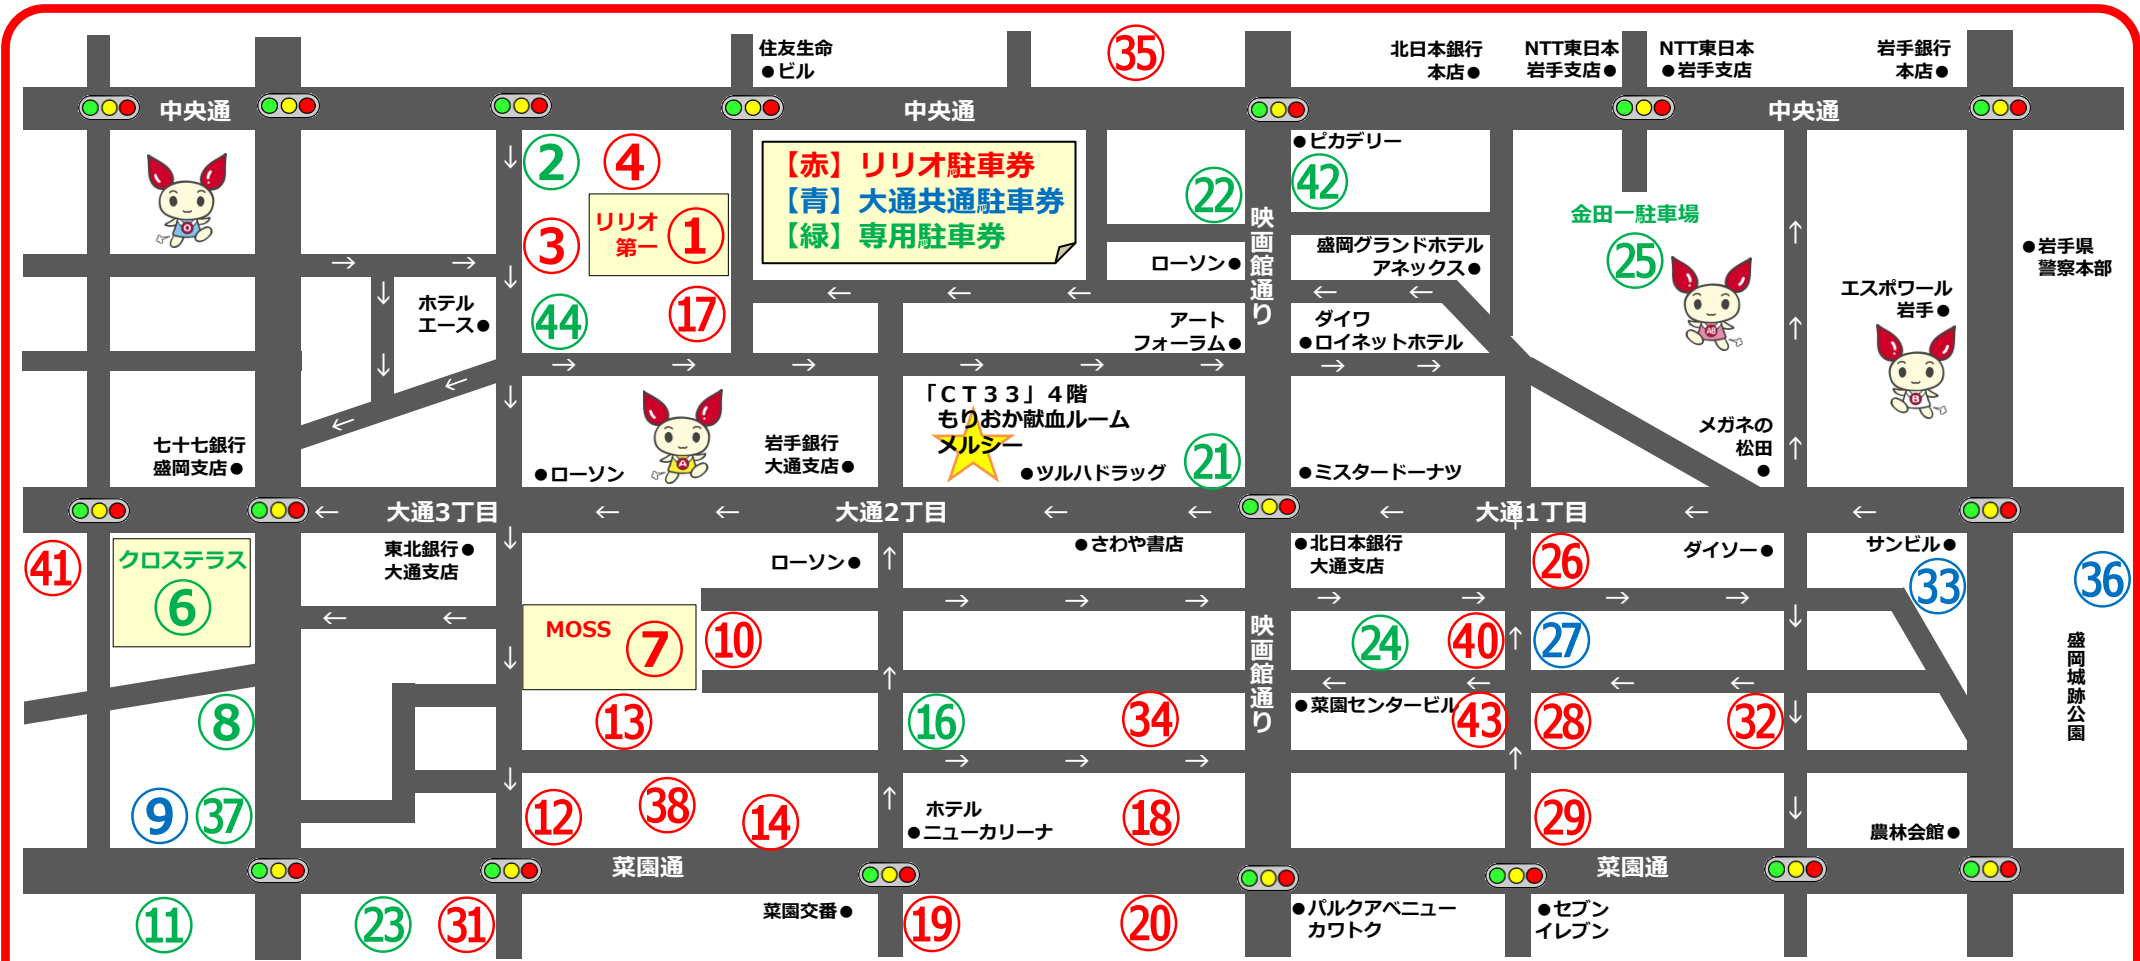 35
住友生命
●ビル
北日本銀行
本店●
NTT東日本
岩手支店●
NTT東日本
●岩手支店
岩手銀行
本店●
中央通
中央通
中央通
2
4
【赤】リリオ駐車券
【青】大通共通駐車券
【緑】専用駐車券
22
●ピカデリー
42
リリオ
第一
1
3
映画館通り
金田一駐車場
25
盛岡グランドホテル
アネックス●
ローソン●
●岩手県
警察本部
ホテル
エース●
44
17
アート
フォーラム●
ダイワ
●ロイネットホテル
エスポワール
岩手●
「CT33」4階
もりおか献血ルーム
メルシー
七十七銀行
盛岡支店●
●ローソン
岩手銀行
大通支店●
●ツルハドラッグ
21
●ミスタードーナツ
メガネの
松田
●
大通3丁目
大通2丁目
大通1丁目
41
クロステラス
6
東北銀行●
大通支店
ローソン●
●さわや書店
●北日本銀行
大通支店
26
ダイソー●
サンビル●
33
36
MOSS
7
10
映画館通り
24
40
27
盛岡城跡公園
8
13
16
34
●菜園センタービル
43
28
32
9
37
12
38
14
ホテル
●ニューカリーナ
18
29
農林会館●
菜園通
菜園通
11
23
31
菜園交番●
19
20
●パルクアベニュー
カワトク
●セブン
イレブン
O
AB
B
A